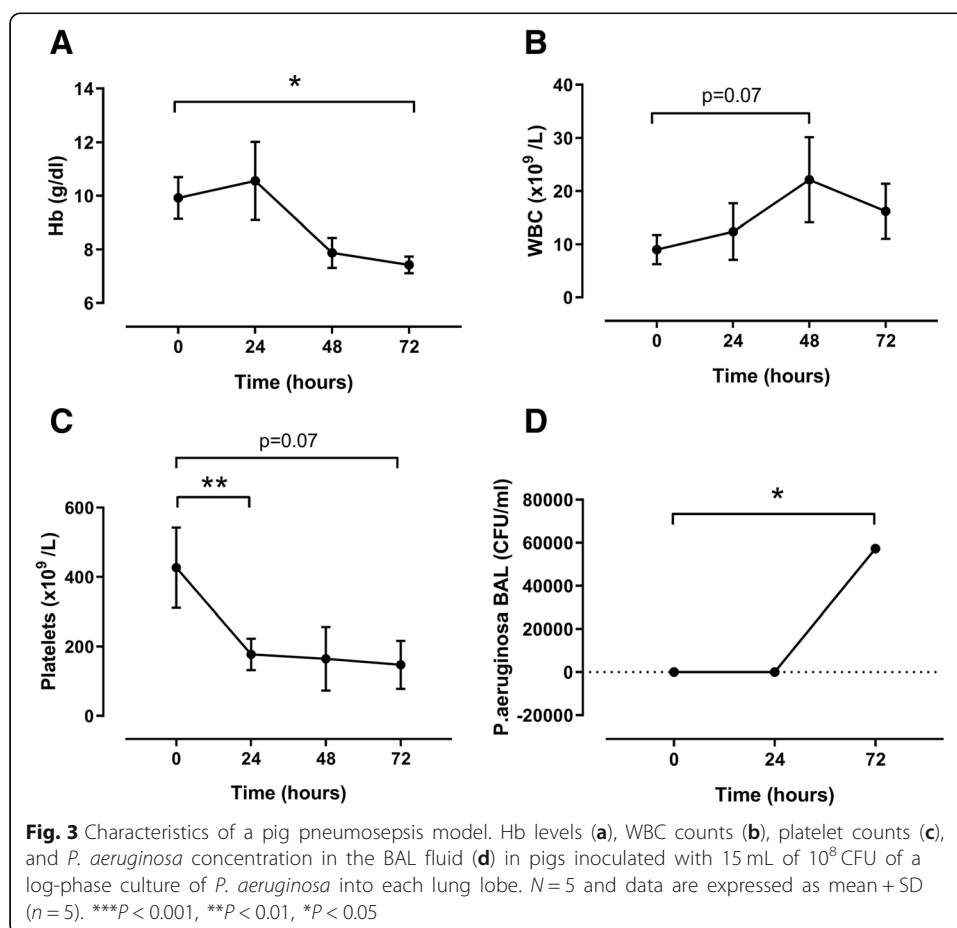 A
Hb (g/dl)
14
12
10
8
6
*
0 24 48 72
Time (hours)
B
WBC (x10⁹ /L)
40
30
20
10
0
p=0.07
0 24 48 72
Time (hours)
C
Platelets (x10⁹ /L)
p=0.07
**
600
400
200
0
0 24 48 72
Time (hours)
D
P.aeruginosa BAL (CFU/ml)
80000
60000
40000
20000
0
-20000
*
0 24 72
Time (hours)
Fig. 3 Characteristics of a pig pneumosepsis model. Hb levels (a), WBC counts (b), platelet counts (c),
and P. aeruginosa concentration in the BAL fluid (d) in pigs inoculated with 15 mL of 10⁸ CFU of a
log-phase culture of P. aeruginosa into each lung lobe. N = 5 and data are expressed as mean + SD
(n = 5). ***P < 0.001, **P < 0.01, *P < 0.05